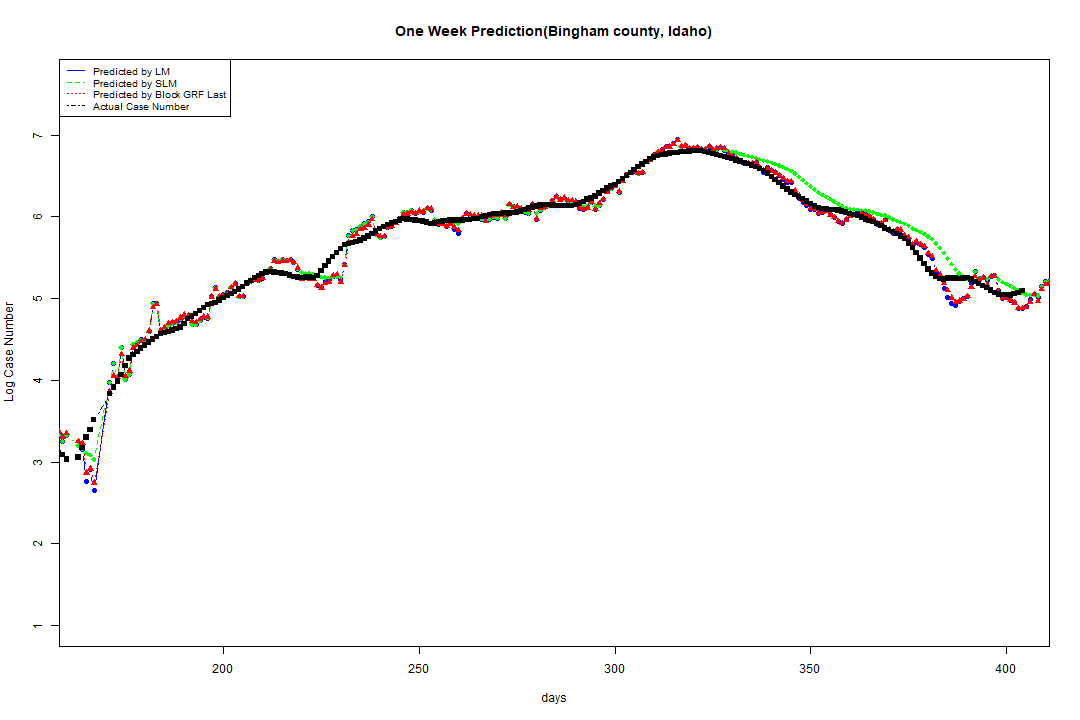 One Week Prediction(Bingham county, Idaho)
Predicted by LM
Predicted by SLM
Predicted by Block GRF Last
Actual Case Number
Log Case Number
7
6
5
4
3
2
1
200 250 300 350 400
days